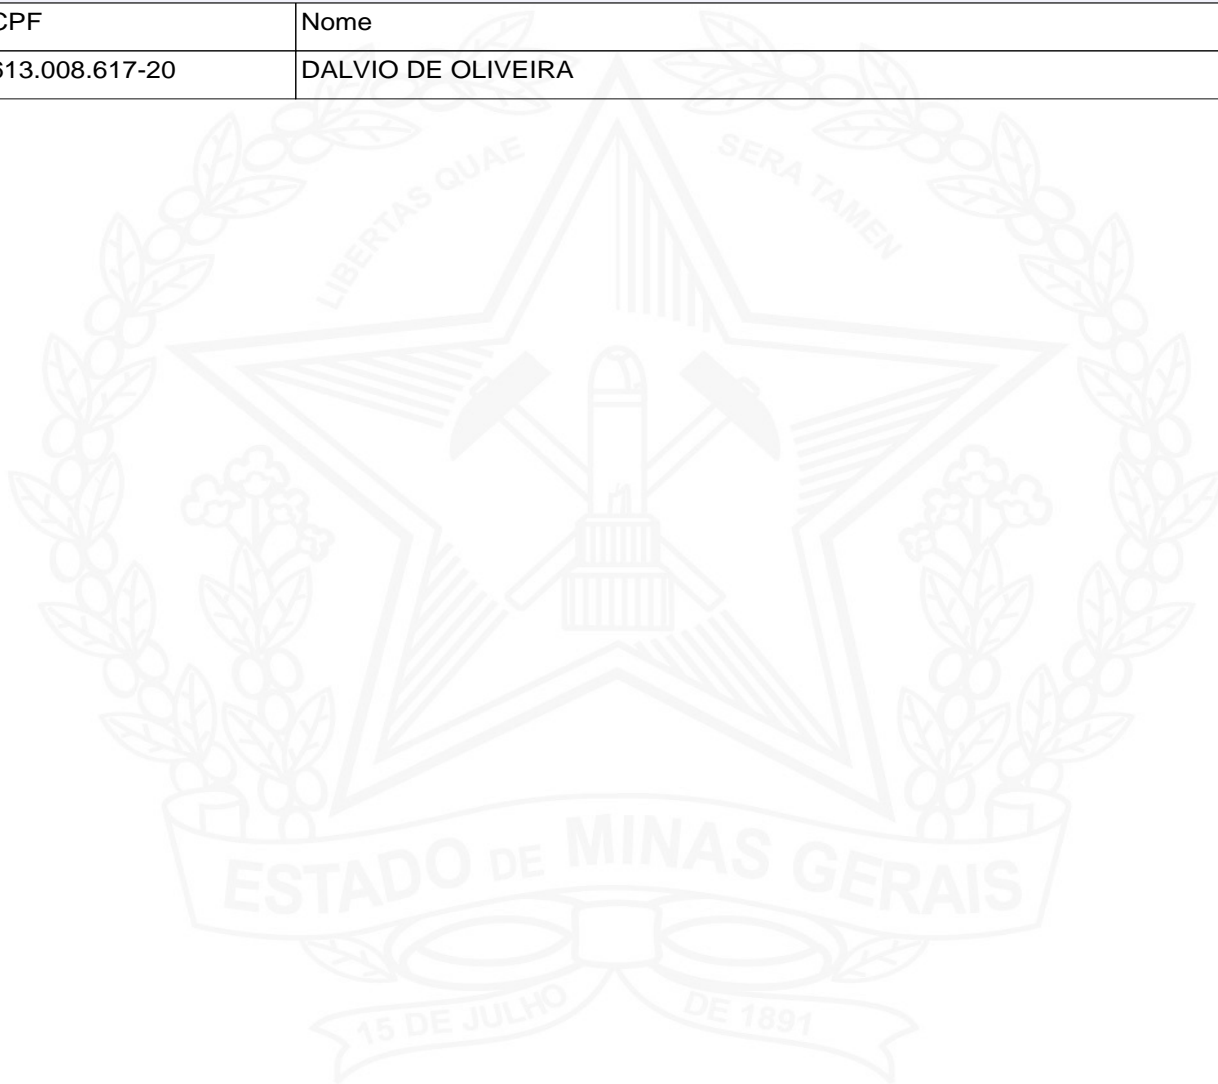 CPF Nome
613.008.617-20 DALVIO DE OLIVEIRA
LIBERTAS QUAE SERA TAMEN
ESTADO DE MINAS GERAIS
15 DE JULHO DE 1891